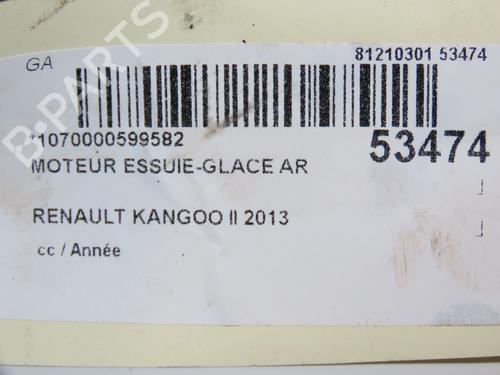 GA
81210301 53474
*1070000599582
53474
MOTEUR ESSUIE-GLACE AR
RENAULT KANGOO II 2013
cc / Année
B-PARTS